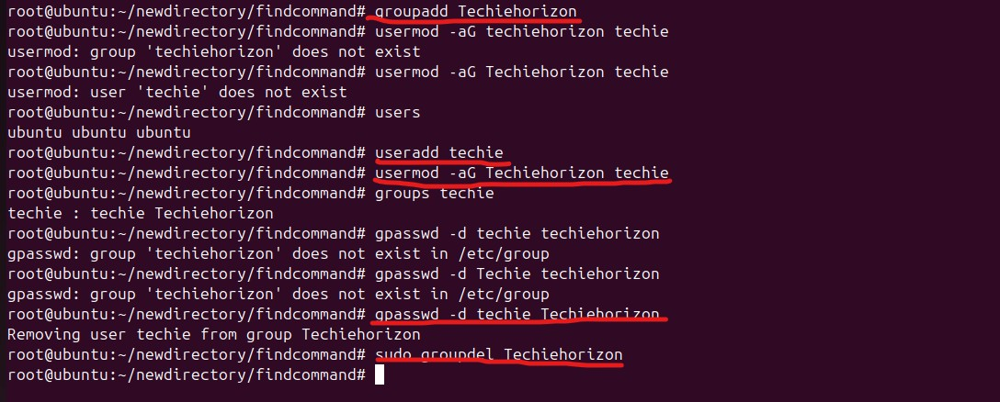 root@ubuntu:~/newdirectory/findcommand# groupadd Techiehorizon
root@ubuntu:~/newdirectory/findcommand# usermod -aG techiehorizon techie
usermod: group 'techiehorizon' does not exist
root@ubuntu:~/newdirectory/findcommand# usermod -aG Techiehorizon techie
usermod: user 'techie' does not exist
root@ubuntu:~/newdirectory/findcommand# users
ubuntu ubuntu ubuntu
root@ubuntu:~/newdirectory/findcommand# useradd techie
root@ubuntu:~/newdirectory/findcommand# usermod -aG Techiehorizon techie
root@ubuntu:~/newdirectory/findcommand# groups techie
techie : techie Techiehorizon
root@ubuntu:~/newdirectory/findcommand# gpasswd -d techie techiehorizon
gpasswd: group 'techiehorizon' does not exist in /etc/group
root@ubuntu:~/newdirectory/findcommand# gpasswd -d Techie techiehorizon
gpasswd: group 'techiehorizon' does not exist in /etc/group
root@ubuntu:~/newdirectory/findcommand# gpasswd -d techie Techiehorizon
Removing user techie from group Techiehorizon
root@ubuntu:~/newdirectory/findcommand# sudo groupdel Techiehorizon
root@ubuntu:~/newdirectory/findcommand#